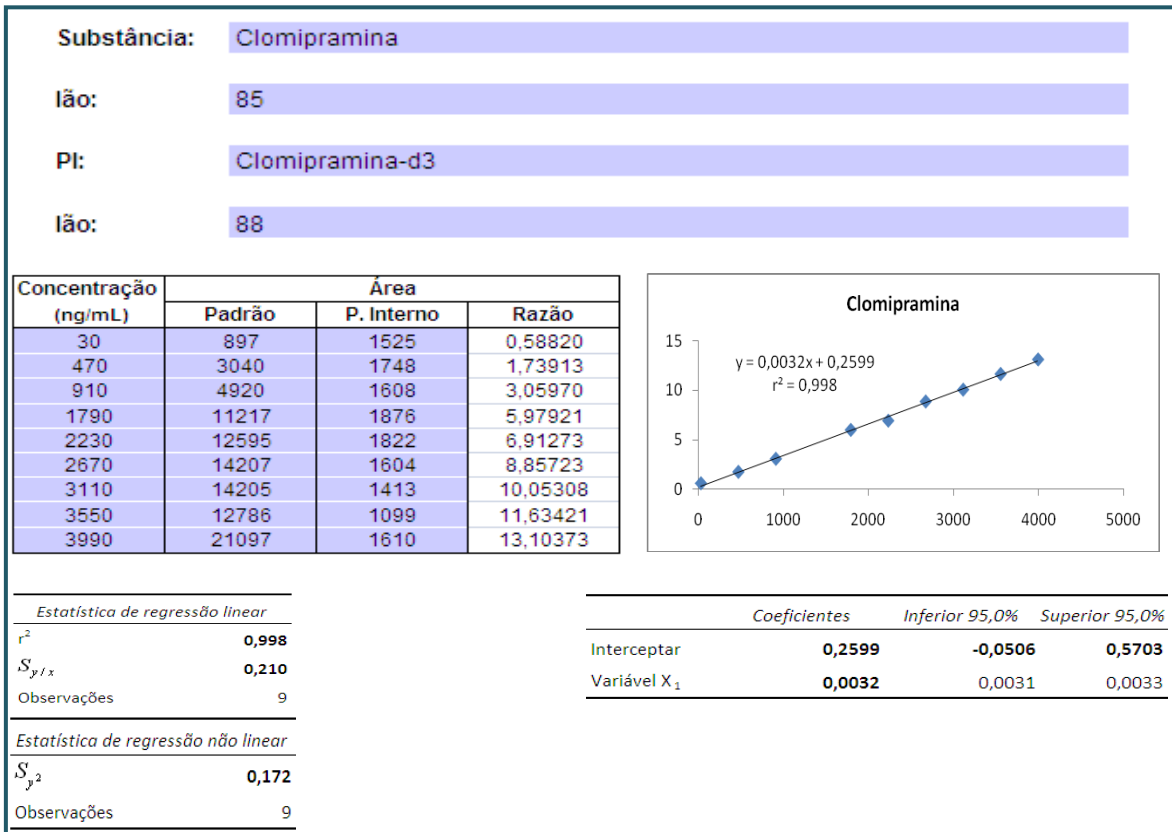 Substância: Clomipramina
Ião: 85
PI: Clomipramina-d3
Ião: 88
Concentração Área
(ng/mL) Padrão P. Interno Razão
30 897 1525 0,58820
470 3040 1748 1,73913
910 4920 1608 3,05970
1790 11217 1876 5,97921
2230 12595 1822 6,91273
2670 14207 1604 8,85723
3110 14205 1413 10,05308
3550 12786 1099 11,63421
3990 21097 1610 13,10373
Clomipramina
y = 0,0032x + 0,2599
r² = 0,998
15
10
5
0
0 1000 2000 3000 4000 5000
Estatística de regressão linear
r² 0,998
S y/x 0,210
Observações 9
Estatística de regressão não linear
S y² 0,172
Observações 9
Coeficientes Inferior 95,0% Superior 95,0%
Interceptar 0,2599 -0,0506 0,5703
Variável X₁ 0,0032 0,0031 0,0033